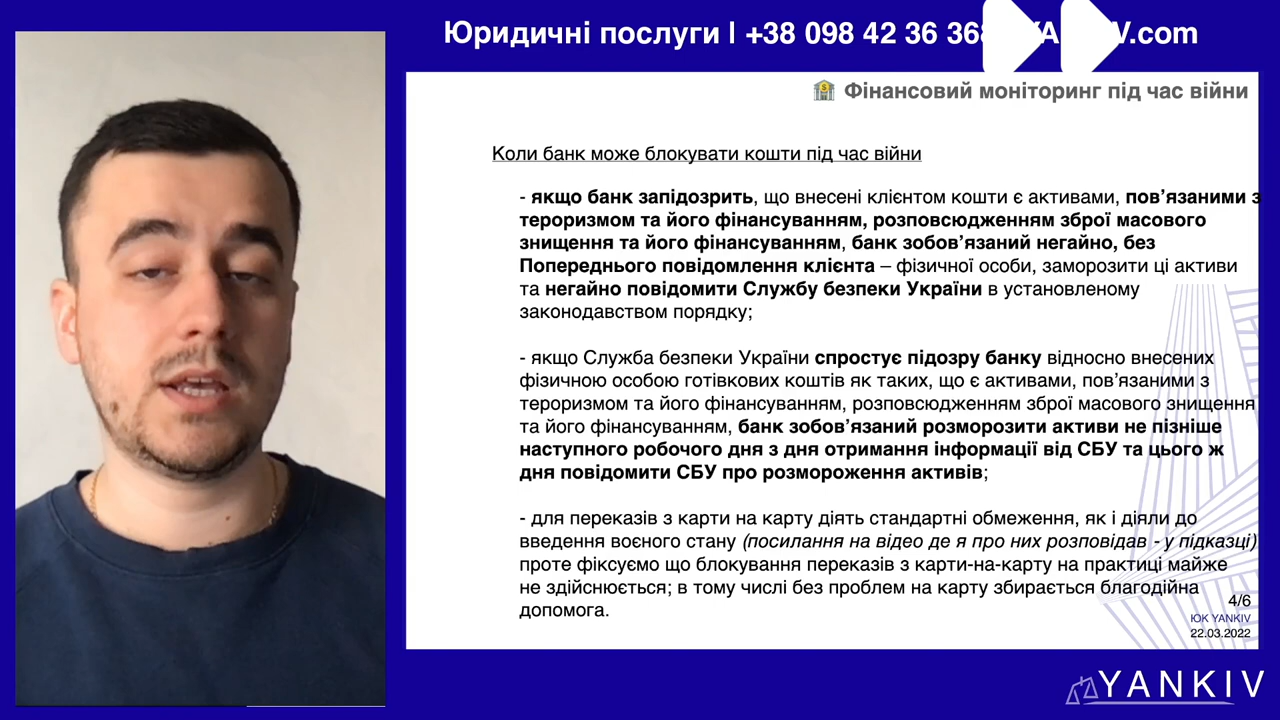 Юридичні послуги | +38 098 42 36 36 V.com
Фінансовий моніторинг під час війни
Коли банк може блокувати кошти під час війни
- якщо банк запідозрить, що внесені клієнтом кошти є активами, пов’язаними з
тероризмом та його фінансуванням, розповсюдженням зброї масового
знищення та його фінансуванням, банк зобов’язаний негайно, без
Попереднього повідомлення клієнта – фізичної особи, заморозити ці активи
та негайно повідомити Службу безпеки України в установленому
законодавством порядку;
- якщо Служба безпеки України спростує підозру банку відносно внесених
фізичною особою готівкових коштів як таких, що є активами, пов’язаними з
тероризмом та його фінансуванням, розповсюдженням зброї масового знищення
та його фінансуванням, банк зобов’язаний розморозити активи не пізніше
наступного робочого дня з дня отримання інформації від СБУ та цього ж
дня повідомити СБУ про розмороження активів;
- для переказів з карти на карту діять стандартні обмеження, як і діяли до
введення воєнного стану (посилання на відео де я про них розповідав - у підказці)
проте фіксуємо що блокування переказів з карти-на-карту на практиці майже
не здійснюється; в тому числі без проблем на карту збирається благодійна
допомога.
4/6
ЮК YANKIV
22.03.2022
YANKIV